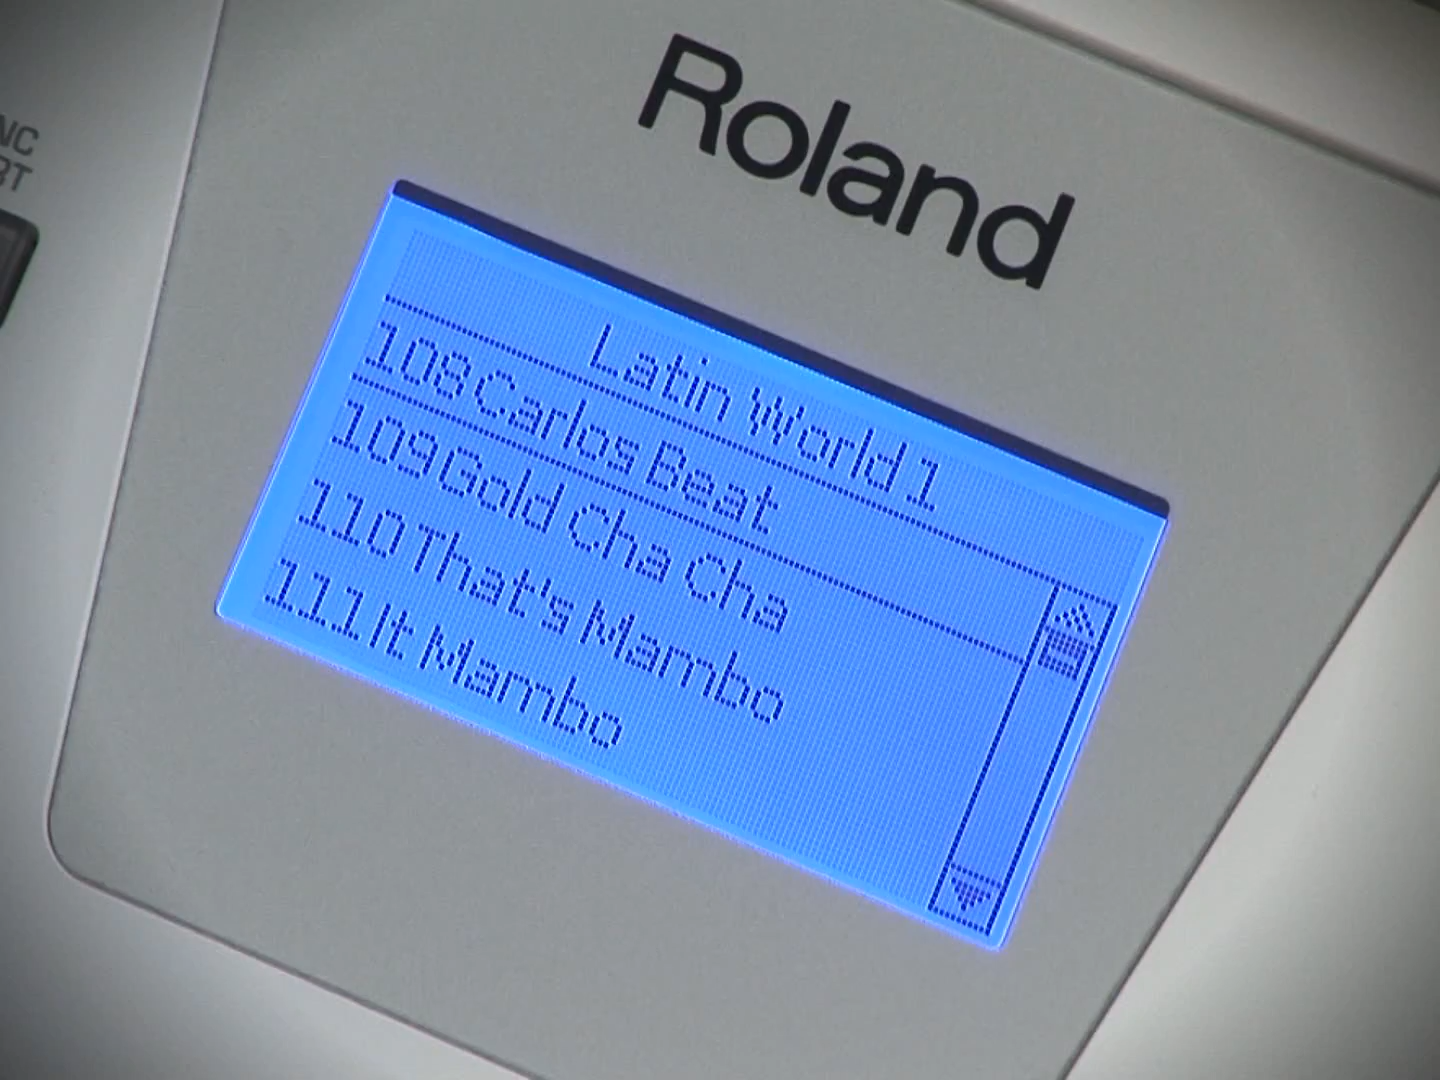 Roland
Latin World 1
108 Carlos Beat
109 Gold Cha Cha
110 That's Mambo
111 It Mambo